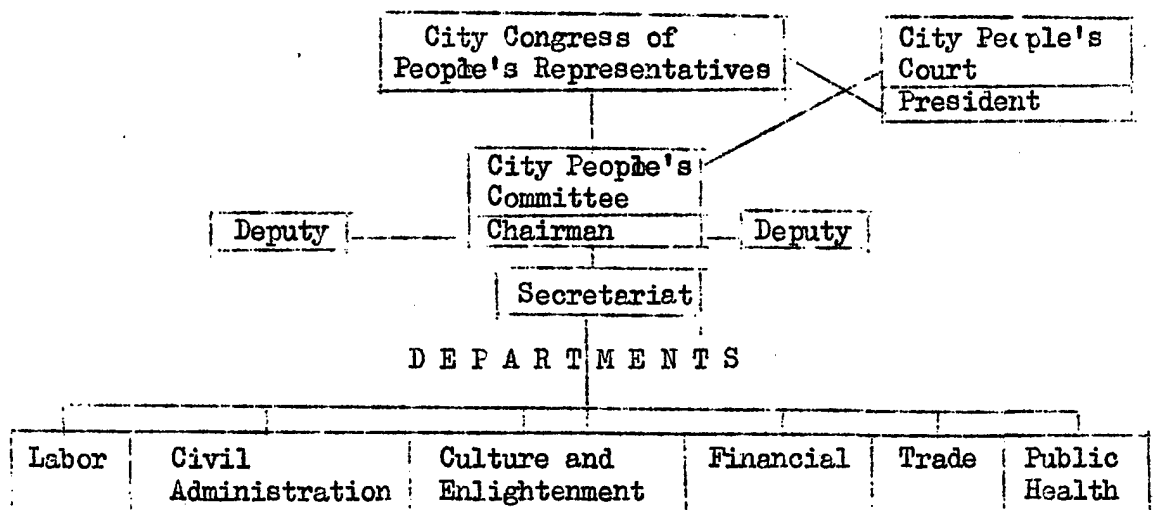 City Congress of
People's Representatives
City People's
Court
President
City People's
Committee
Chairman
Deputy
Deputy
Secretariat
DEPARTMENTS
Labor
Civil
Administration
Culture and
Enlightenment
Financial
Trade
Public
Health